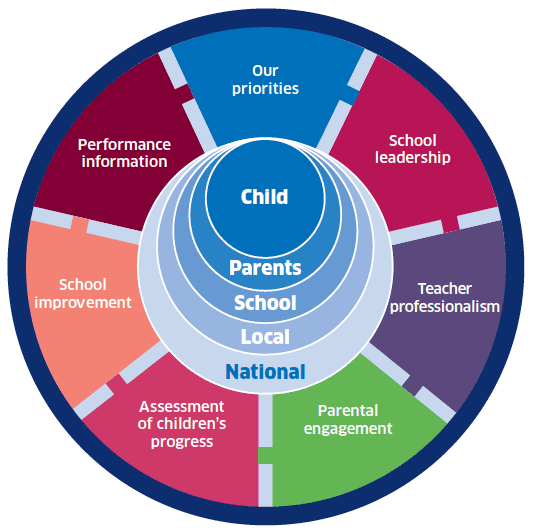 Our
priorities
School
leadership
Teacher
professionalism
Parental
engagement
Assessment
of children's
progress
School
improvement
Performance
information
Child
Parents
School
Local
National